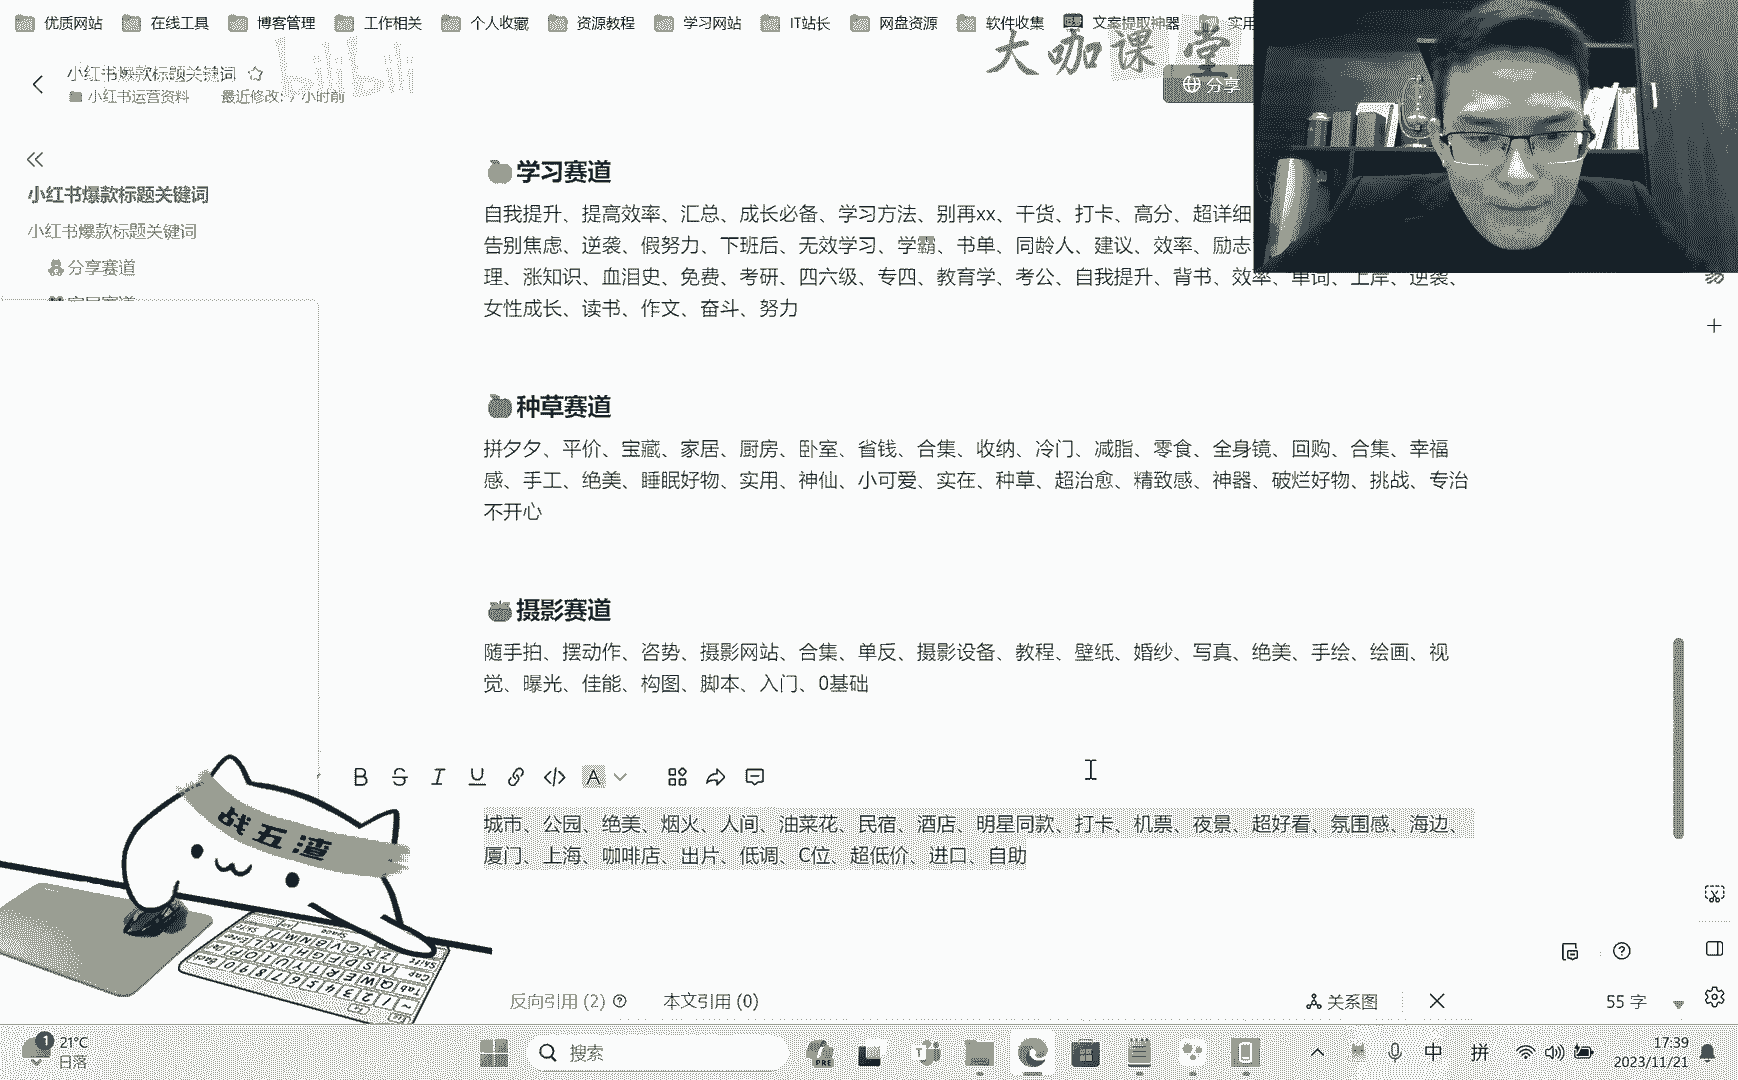 优质网站 在线工具 博客管理 工作相关 个人收藏 资源教程 学习网站 IT站长 网盘资源 软件收集 文案提取神器 实用
大咖课堂
bilibili
小红书爆款标题关键词
小红书运营资料 最近修改: 7 小时前
分享
小红书爆款标题关键词
小红书爆款标题关键词
分享赛道
学习赛道
自我提升、提高效率、汇总、成长必备、学习方法、别再xx、干货、打卡、高分、超详细
告别焦虑、逆袭、假努力、下班后、无效学习、学霸、书单、同龄人、建议、效率、励志
理、涨知识、血泪史、免费、考研、四六级、专四、教育学、考公、自我提升、背书、效率、单词、上岸、逆袭、
女性成长、读书、作文、奋斗、努力
种草赛道
拼夕夕、平价、宝藏、家居、厨房、卧室、省钱、合集、收纳、冷门、减脂、零食、全身镜、回购、合集、幸福
感、手工、绝美、睡眠好物、实用、神仙、小可爱、实在、种草、超治愈、精致感、神器、破烂好物、挑战、专治
不开心
摄影赛道
随手拍、摆动作、咨势、摄影网站、合集、单反、摄影设备、教程、壁纸、婚纱、写真、绝美、手绘、绘画、视
觉、曝光、佳能、构图、脚本、入门、0基础
城市、公园、绝美、烟火、人间、油菜花、民宿、酒店、明星同款、打卡、机票、夜景、超好看、氛围感、海边、
厦门、上海、咖啡店、出片、低调、C位、超低价、进口、自助
战五渣
反向引用 (2) 本文引用 (0) 关系图 55 字
1 21°C
日落
搜索
PRE
中 拼
17:39
2023/11/21